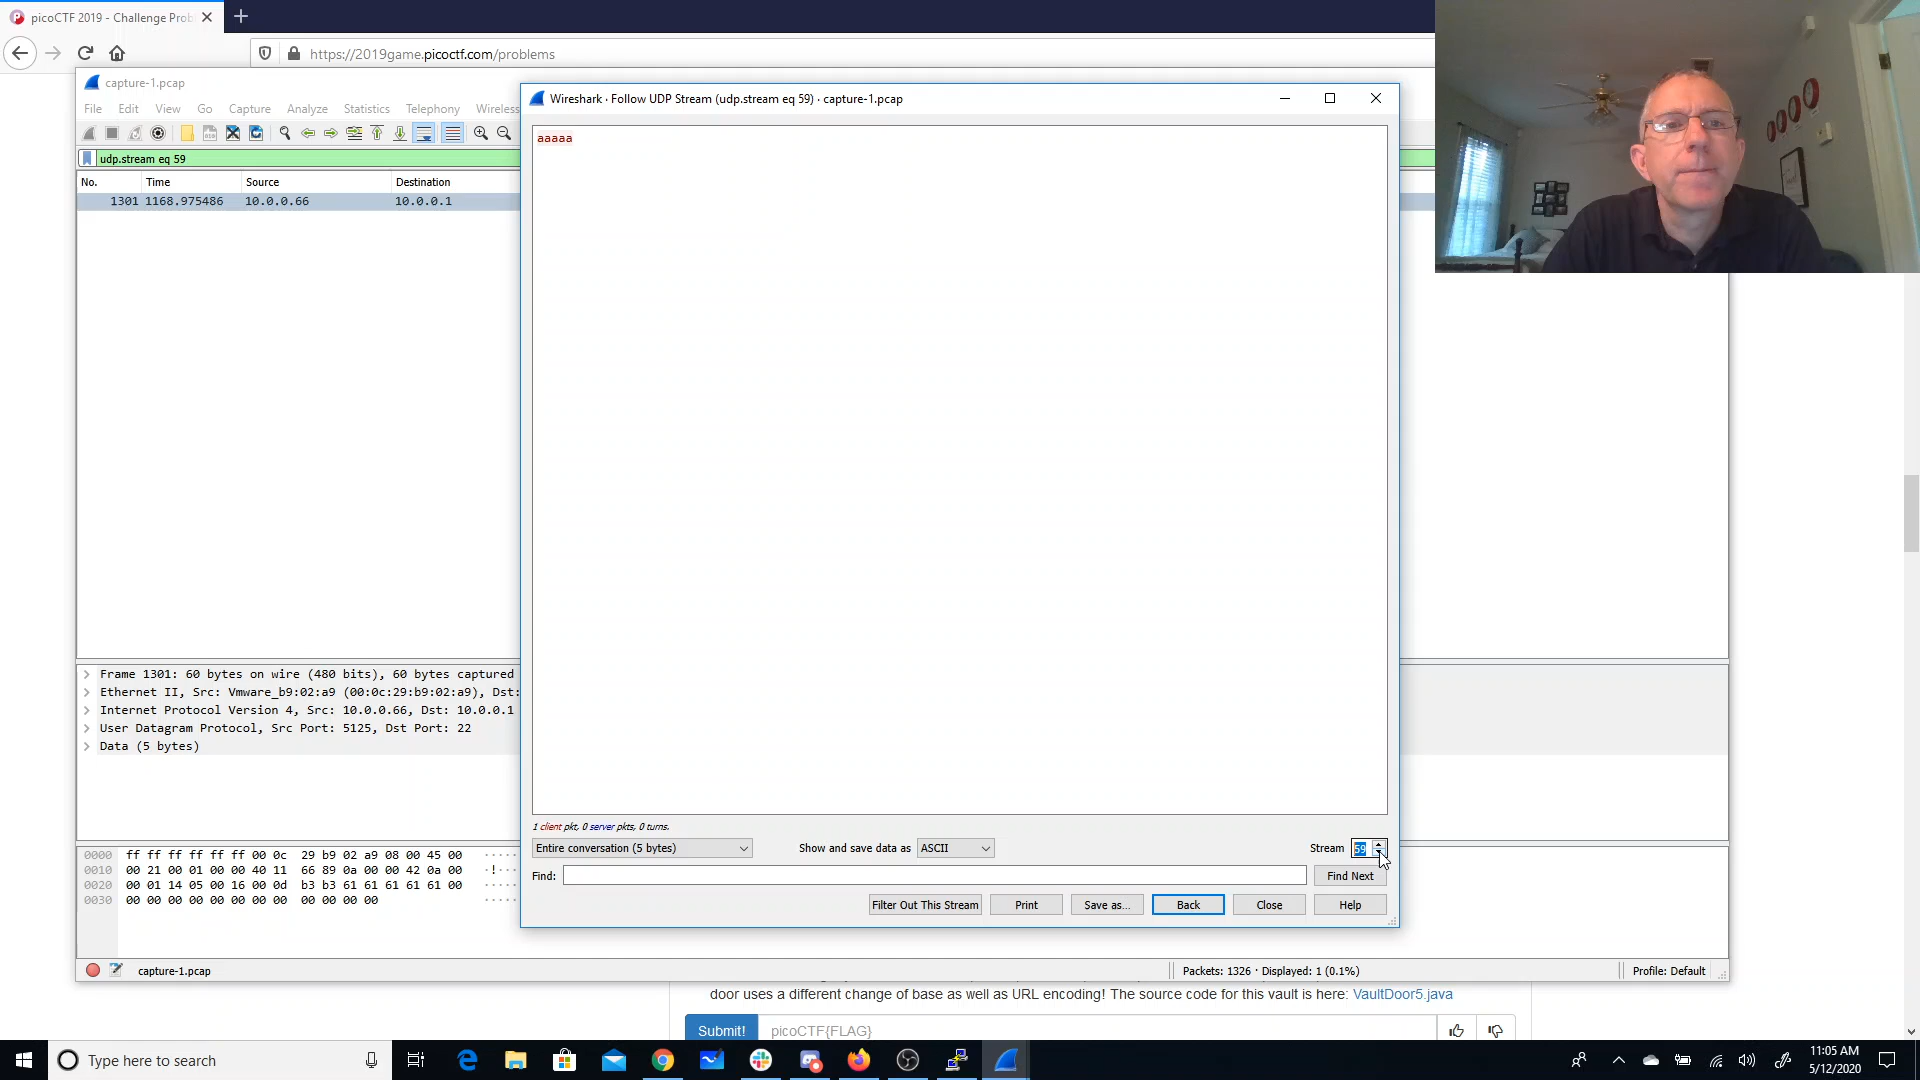 picoCTF 2019 - Challenge Prob
https://2019game.picoctf.com/problems
capture-1.pcap
File Edit View Go Capture Analyze Statistics Telephony Wireless
udp.stream eq 59
No. Time Source Destination
1301 1168.975486 10.0.0.66 10.0.0.1
Wireshark · Follow UDP Stream (udp.stream eq 59) · capture-1.pcap
aaaaa
Frame 1301: 60 bytes on wire (480 bits), 60 bytes captured
Ethernet II, Src: Vmware_b9:02:a9 (00:0c:29:b9:02:a9), Dst:
Internet Protocol Version 4, Src: 10.0.0.66, Dst: 10.0.0.1
User Datagram Protocol, Src Port: 5125, Dst Port: 22
Data (5 bytes)
0000 ff ff ff ff ff ff 00 0c 29 b9 02 a9 08 00 45 00 ·····
0010 00 21 00 01 00 00 40 11 66 89 0a 00 00 42 0a 00 ·!···
0020 00 01 14 05 00 16 00 0d b3 b3 61 61 61 61 61 00 ·····
0030 00 00 00 00 00 00 00 00 00 00 00 00 ·····
1 client pkt, 0 server pkts, 0 turns.
Entire conversation (5 bytes)
Show and save data as ASCII
Stream 59
Find:
Find Next
Filter Out This Stream
Print
Save as...
Back
Close
Help
capture-1.pcap
Packets: 1326 · Displayed: 1 (0.1%)
Profile: Default
door uses a different change of base as well as URL encoding! The source code for this vault is here: VaultDoor5.java
Submit!
picoCTF{FLAG}
Type here to search
11:05 AM
5/12/2020